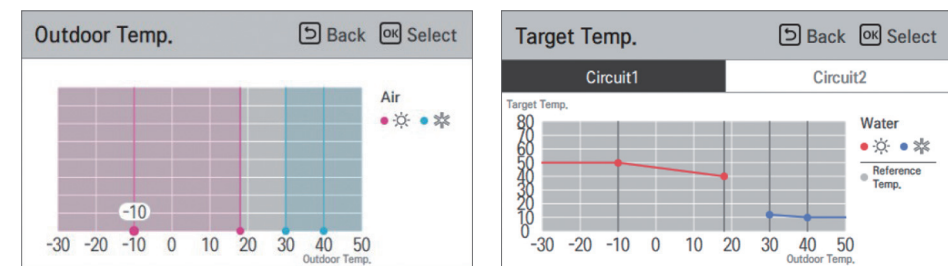 Outdoor Temp. Back OK Select
Air
-10
-30 -20 -10 0 10 20 30 40 50
Outdoor Temp.
Target Temp. Back OK Select
Circuit1 Circuit2
Target Temp.
80
70
60
50
40
30
20
10
0
-30 -20 -10 0 10 20 30 40 50
Outdoor Temp.
Water
Reference
Temp.